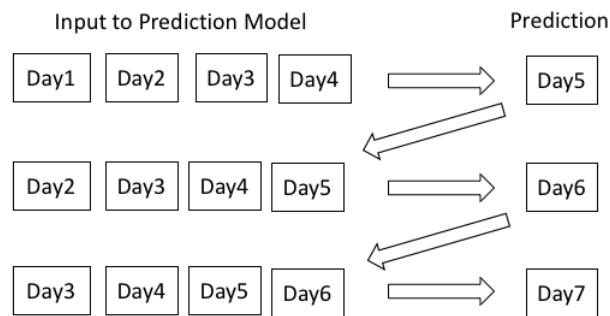 Input to Prediction Model Prediction
Day1 Day2 Day3 Day4 Day5
Day2 Day3 Day4 Day5 Day6
Day3 Day4 Day5 Day6 Day7